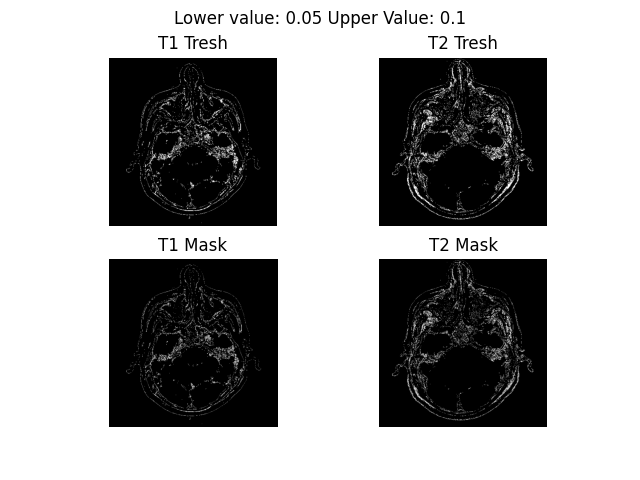 Lower value: 0.05 Upper Value: 0.1
T1 Tresh
T2 Tresh
T1 Mask
T2 Mask